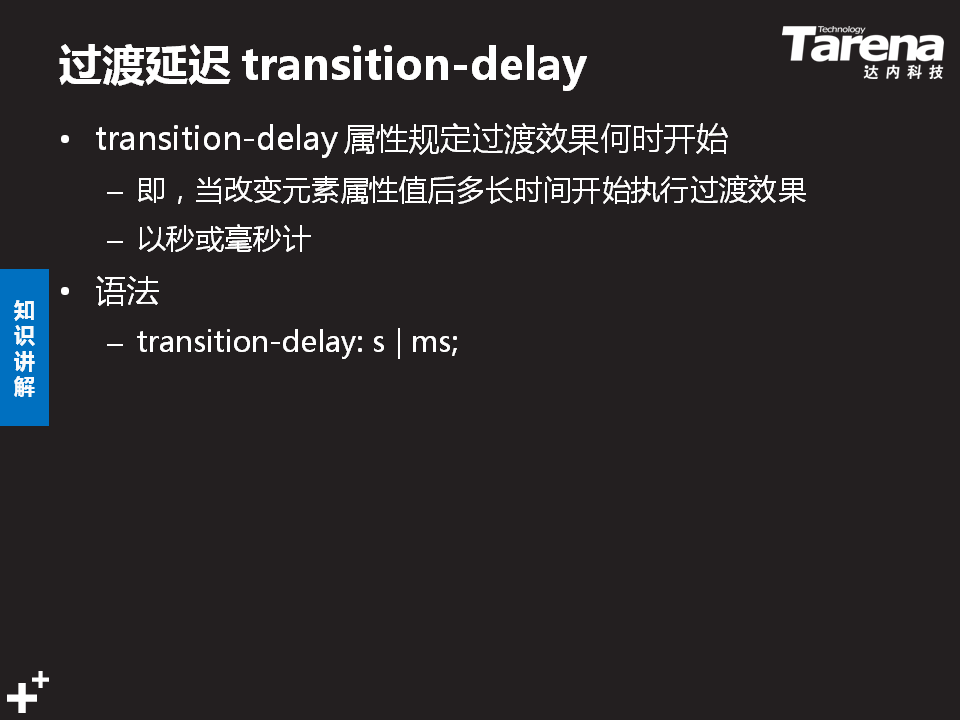 过渡延迟 transition-delay
Technology
Tarena
达内科技
• transition-delay 属性规定过渡效果何时开始
– 即，当改变元素属性值后多长时间开始执行过渡效果
– 以秒或毫秒计
• 语法
– transition-delay: s | ms;
知识讲解